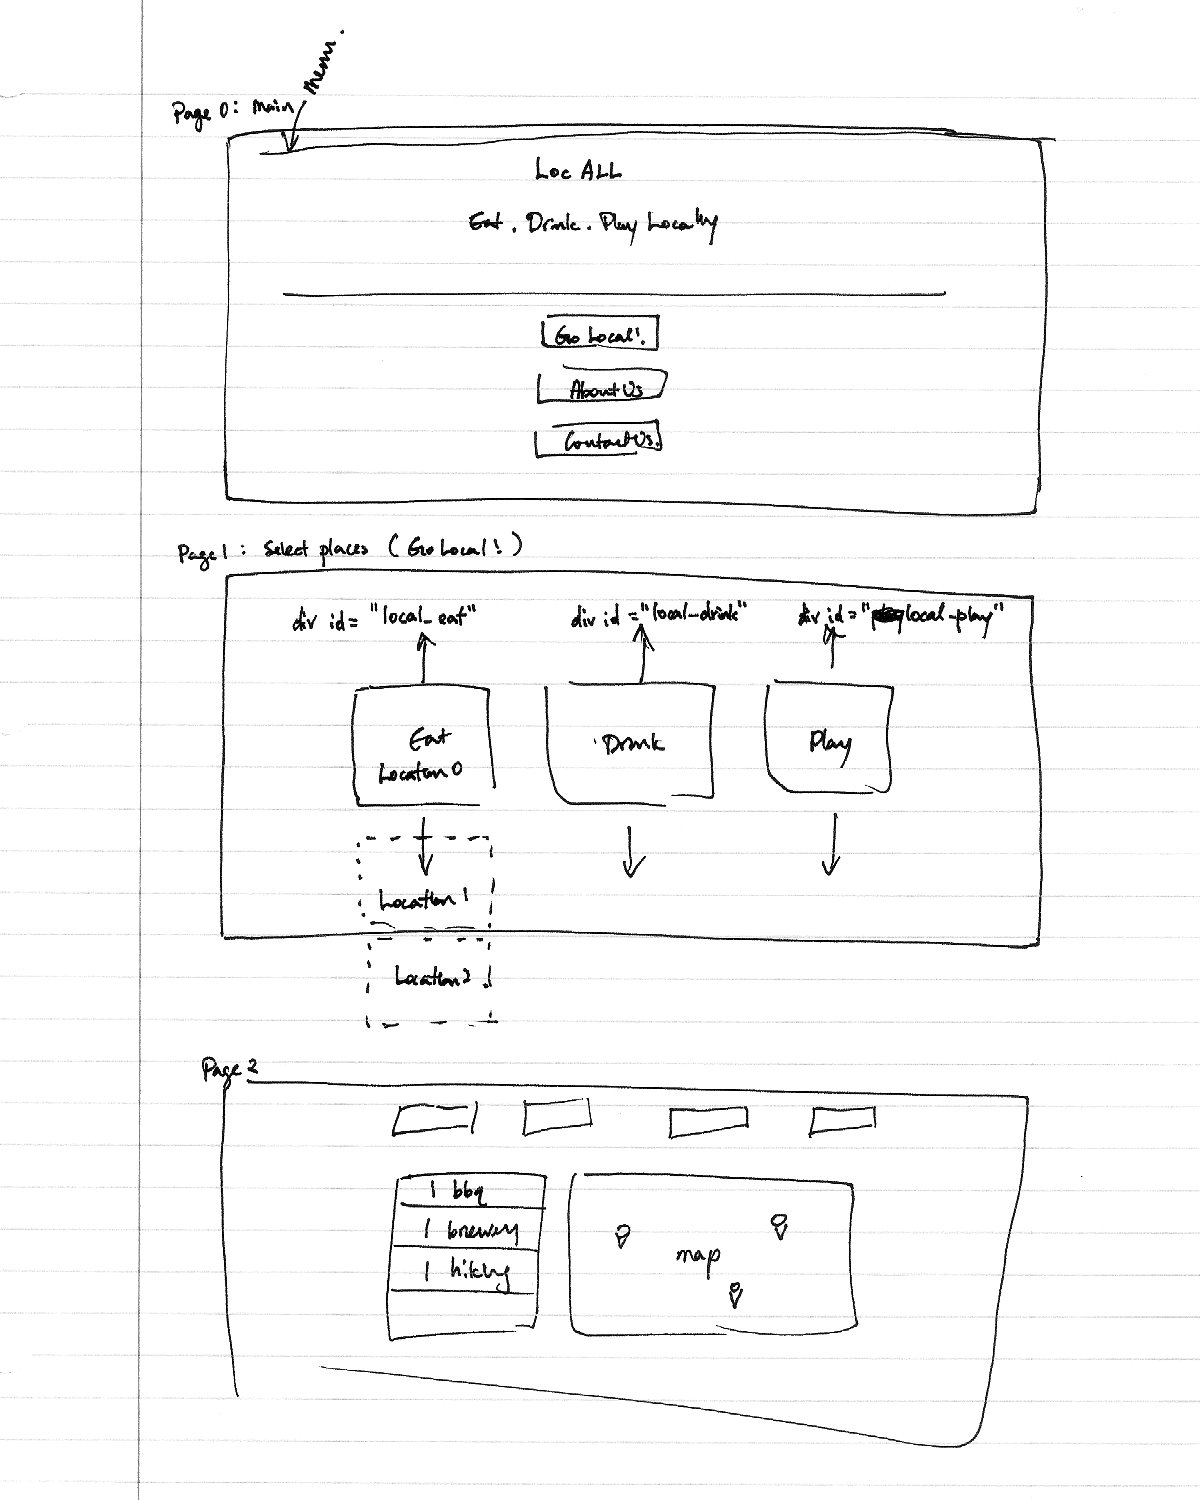 menu.
Page 0: Main
LocALL
Eat. Drink. Play Locally
Go Local!
About Us
Contact Us.
Page 1: Select places (Go Local!)
div id= "local_eat" div id="local-drink" div id="local-play"
Eat Drink Play
Location 0
Location 1
Location 2
Page 2
1 bbq
1 brewery
1 hiking
map